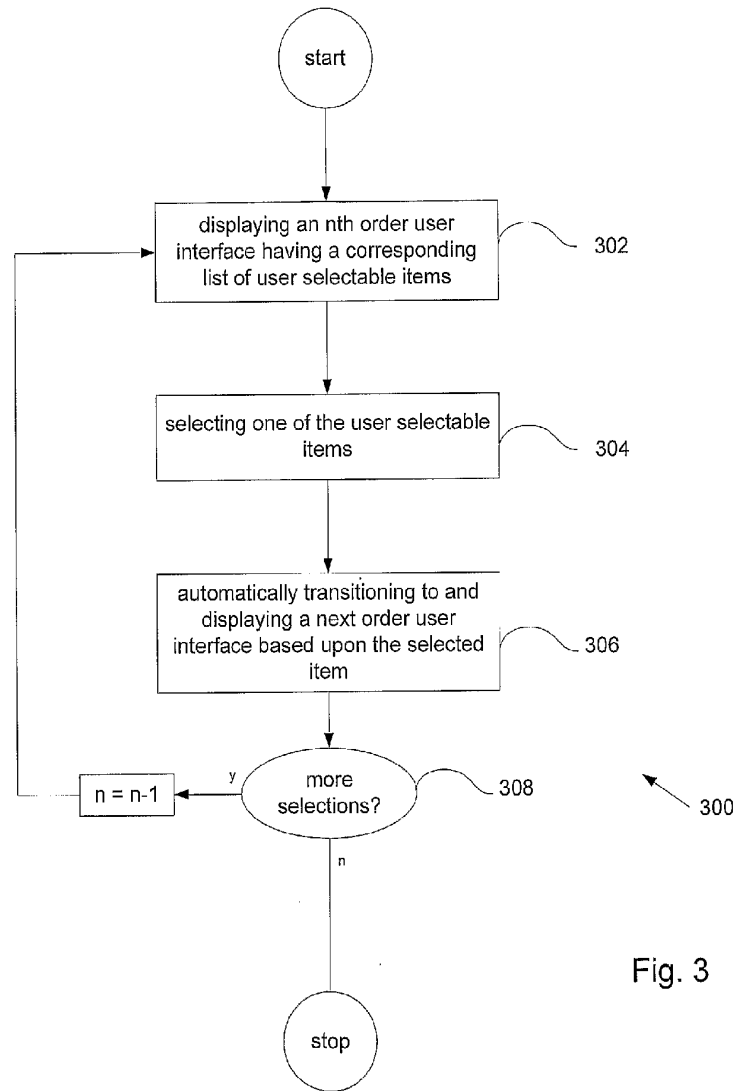 start
displaying an nth order user
interface having a corresponding
list of user selectable items
302
selecting one of the user selectable
items
304
automatically transitioning to and
displaying a next order user
interface based upon the selected
item
306
more
selections?
308
y
n = n-1
300
n
Fig. 3
stop